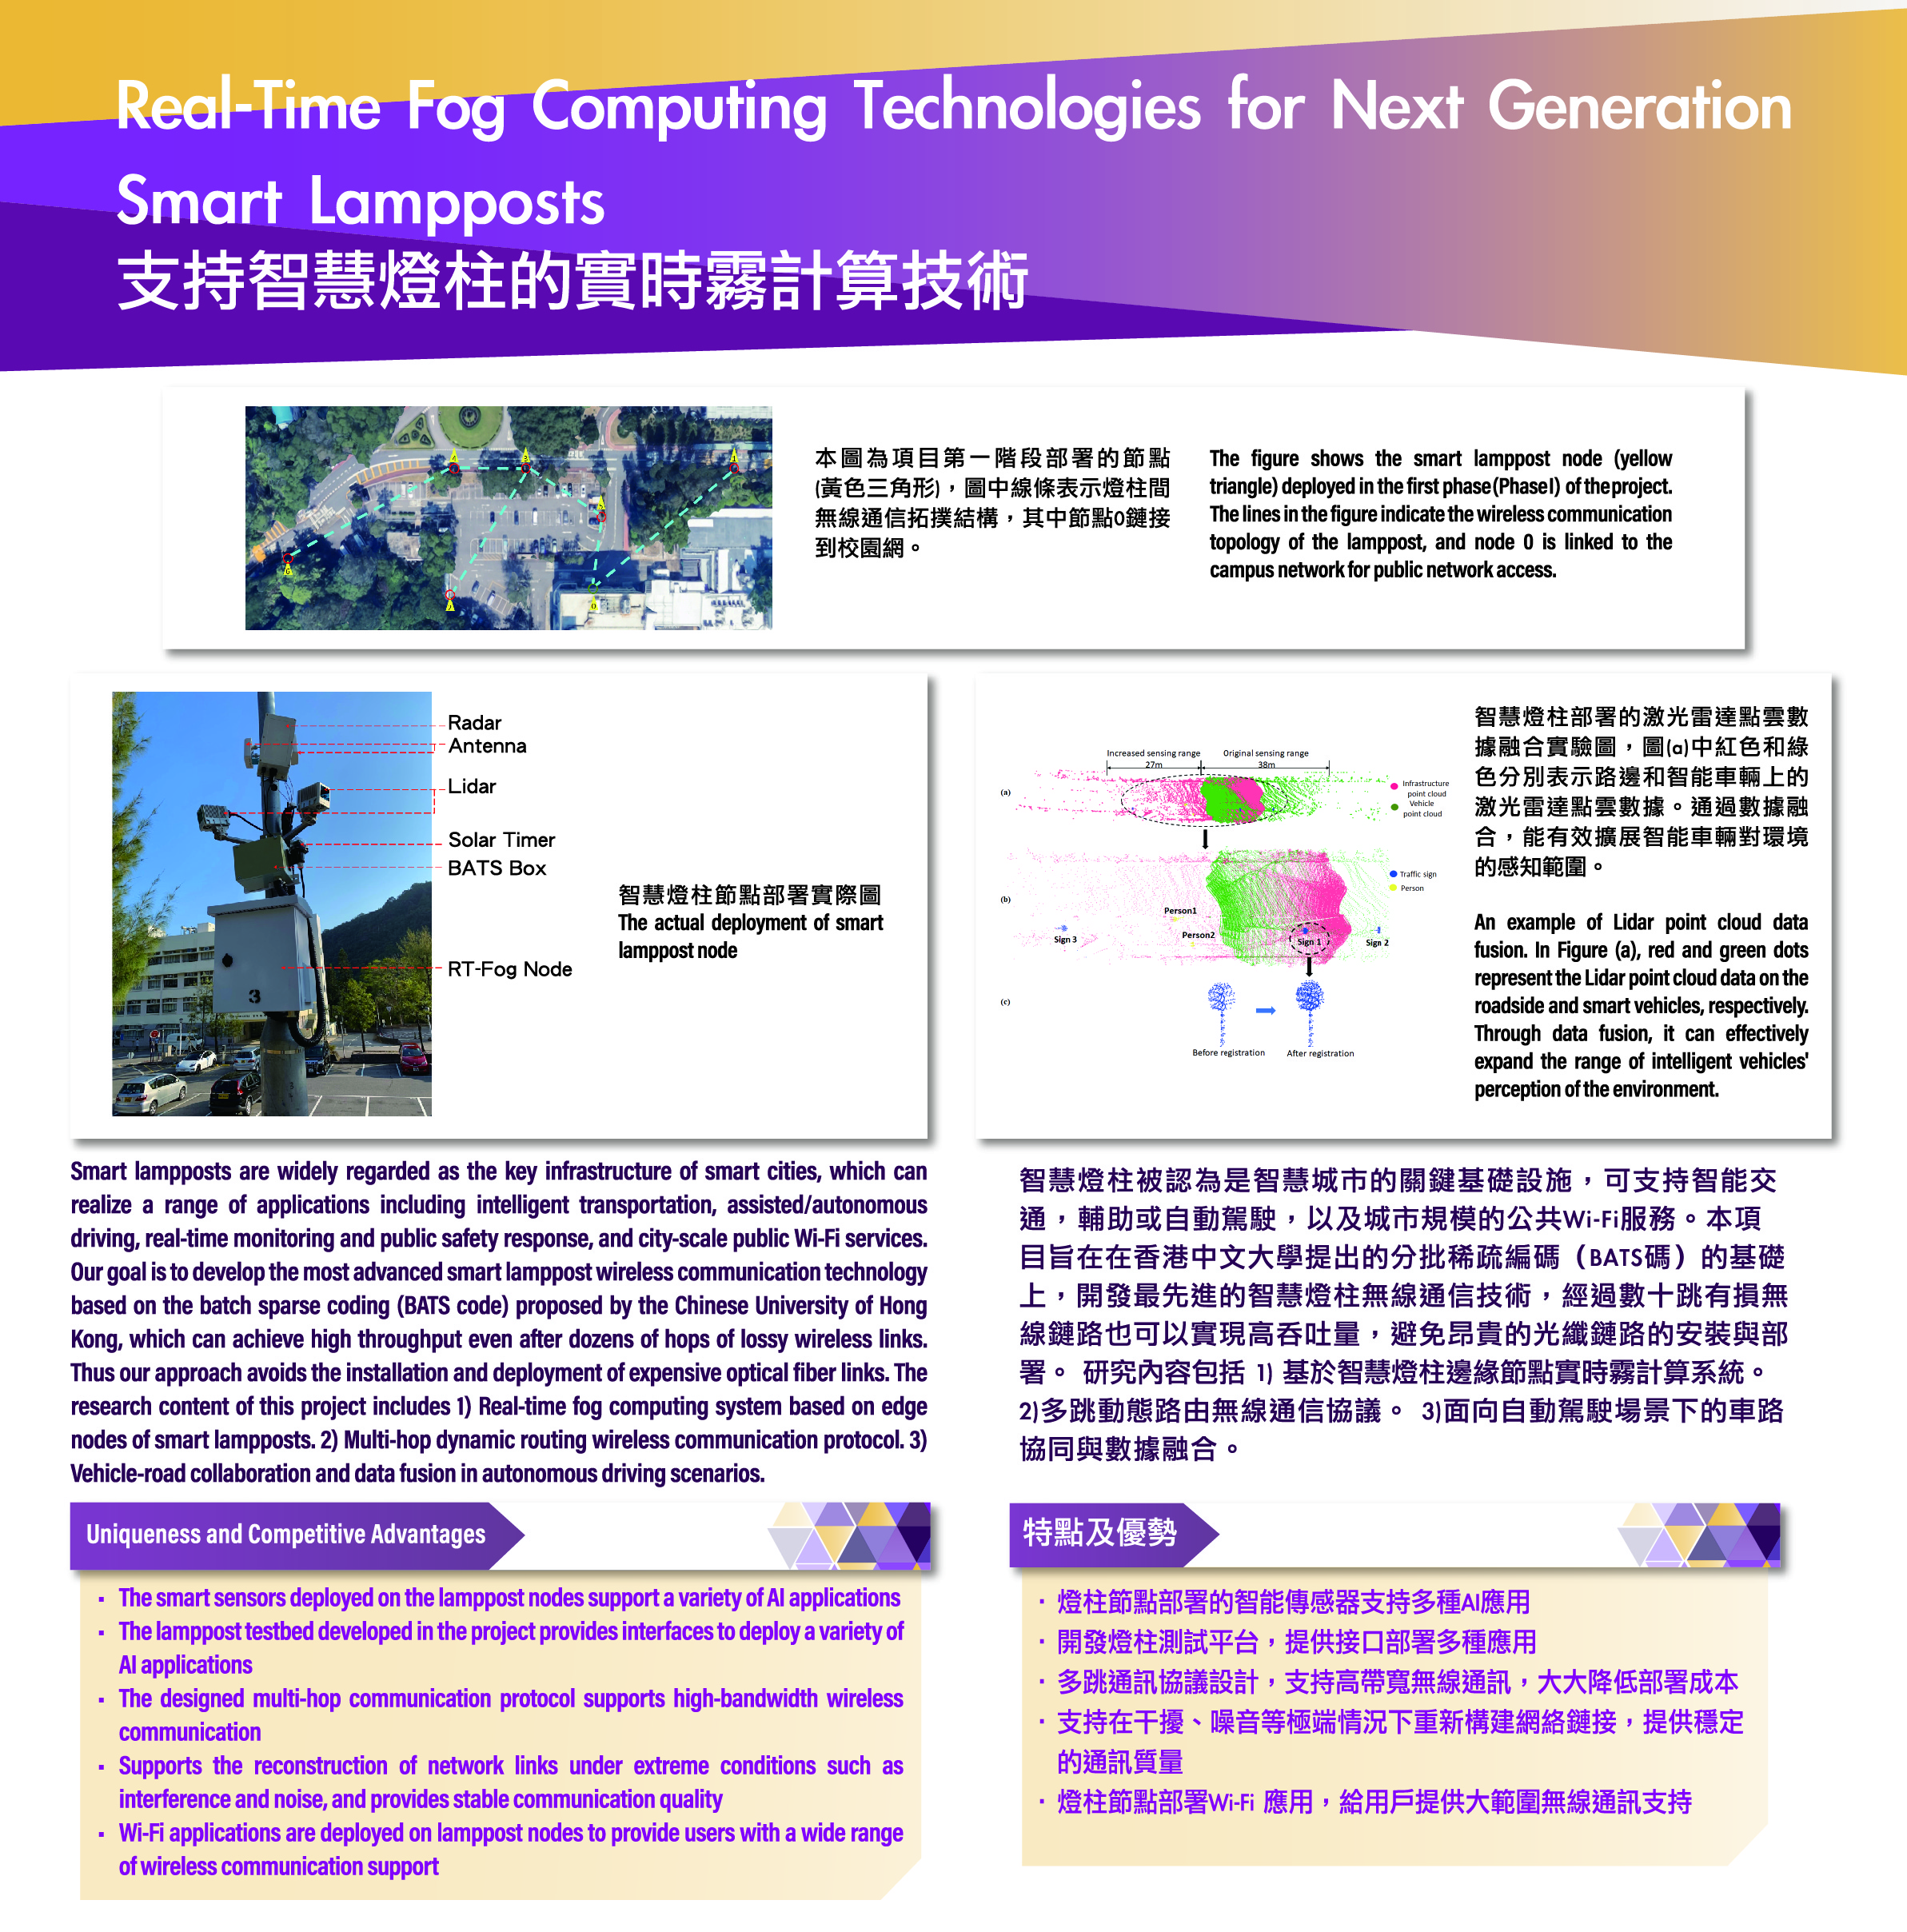 Real-Time Fog Computing Technologies for Next Generation
Smart Lampposts
支持智慧燈柱的實時霧計算技術
4
3
1
5
6
2
0
本圖為項目第一階段部署的節點
(黃色三角形)，圖中線條表示燈柱間
無線通信拓撲結構，其中節點0鏈接
到校園網。
The figure shows the smart lamppost node (yellow
triangle) deployed in the first phase (Phase I) of the project.
The lines in the figure indicate the wireless communication
topology of the lamppost, and node 0 is linked to the
campus network for public network access.
Radar
Antenna
Lidar
Solar Timer
BATS Box
RT-Fog Node
3
智慧燈柱節點部署實際圖
The actual deployment of smart
lamppost node
Increased sensing range
Original sensing range
27m
38m
(a)
Infrastructure
point cloud
Vehicle
point cloud
(b)
Traffic sign
Person
Person1
Person2
Sign 3
Sign 1
Sign 2
(c)
Before registration
After registration
智慧燈柱部署的激光雷達點雲數
據融合實驗圖，圖(a)中紅色和綠
色分別表示路邊和智能車輛上的
激光雷達點雲數據。通過數據融
合，能有效擴展智能車輛對環境
的感知範圍。
An example of Lidar point cloud data
fusion. In Figure (a), red and green dots
represent the Lidar point cloud data on the
roadside and smart vehicles, respectively.
Through data fusion, it can effectively
expand the range of intelligent vehicles'
perception of the environment.
Smart lampposts are widely regarded as the key infrastructure of smart cities, which can
realize a range of applications including intelligent transportation, assisted/autonomous
driving, real-time monitoring and public safety response, and city-scale public Wi-Fi services.
Our goal is to develop the most advanced smart lamppost wireless communication technology
based on the batch sparse coding (BATS code) proposed by the Chinese University of Hong
Kong, which can achieve high throughput even after dozens of hops of lossy wireless links.
Thus our approach avoids the installation and deployment of expensive optical fiber links. The
research content of this project includes 1) Real-time fog computing system based on edge
nodes of smart lampposts. 2) Multi-hop dynamic routing wireless communication protocol. 3)
Vehicle-road collaboration and data fusion in autonomous driving scenarios.
智慧燈柱被認為是智慧城市的關鍵基礎設施，可支持智能交
通，輔助或自動駕駛，以及城市規模的公共Wi-Fi服務。本項
目旨在在香港中文大學提出的分批稀疏編碼（BATS碼）的基礎
上，開發最先進的智慧燈柱無線通信技術，經過數十跳有損無
線鏈路也可以實現高吞吐量，避免昂貴的光纖鏈路的安裝與部
署。 研究內容包括 1) 基於智慧燈柱邊緣節點實時霧計算系統。
2)多跳動態路由無線通信協議。 3)面向自動駕駛場景下的車路
協同與數據融合。
Uniqueness and Competitive Advantages
· The smart sensors deployed on the lamppost nodes support a variety of AI applications
· The lamppost testbed developed in the project provides interfaces to deploy a variety of
AI applications
· The designed multi-hop communication protocol supports high-bandwidth wireless
communication
· Supports the reconstruction of network links under extreme conditions such as
interference and noise, and provides stable communication quality
· Wi-Fi applications are deployed on lamppost nodes to provide users with a wide range
of wireless communication support
特點及優勢
· 燈柱節點部署的智能傳感器支持多種AI應用
· 開發燈柱測試平台，提供接口部署多種應用
· 多跳通訊協議設計，支持高帶寬無線通訊，大大降低部署成本
· 支持在干擾、噪音等極端情況下重新構建網絡鏈接，提供穩定
的通訊質量
· 燈柱節點部署Wi-Fi 應用，給用戶提供大範圍無線通訊支持